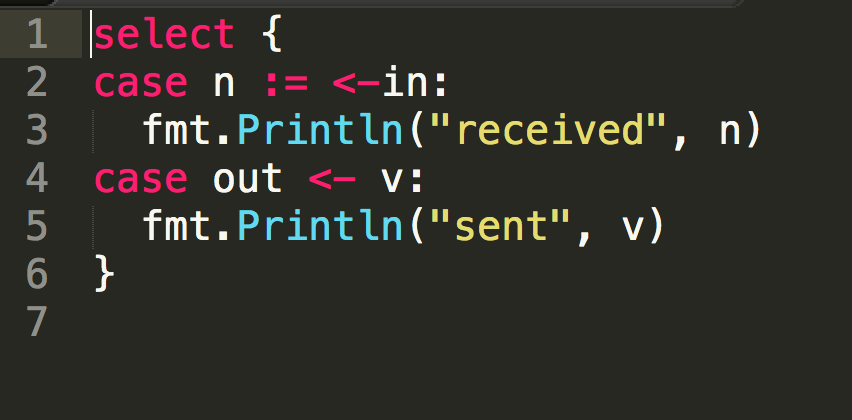 1 select {
2 case n := <-in:
3   fmt.Println("received", n)
4 case out <- v:
5   fmt.Println("sent", v)
6 }
7